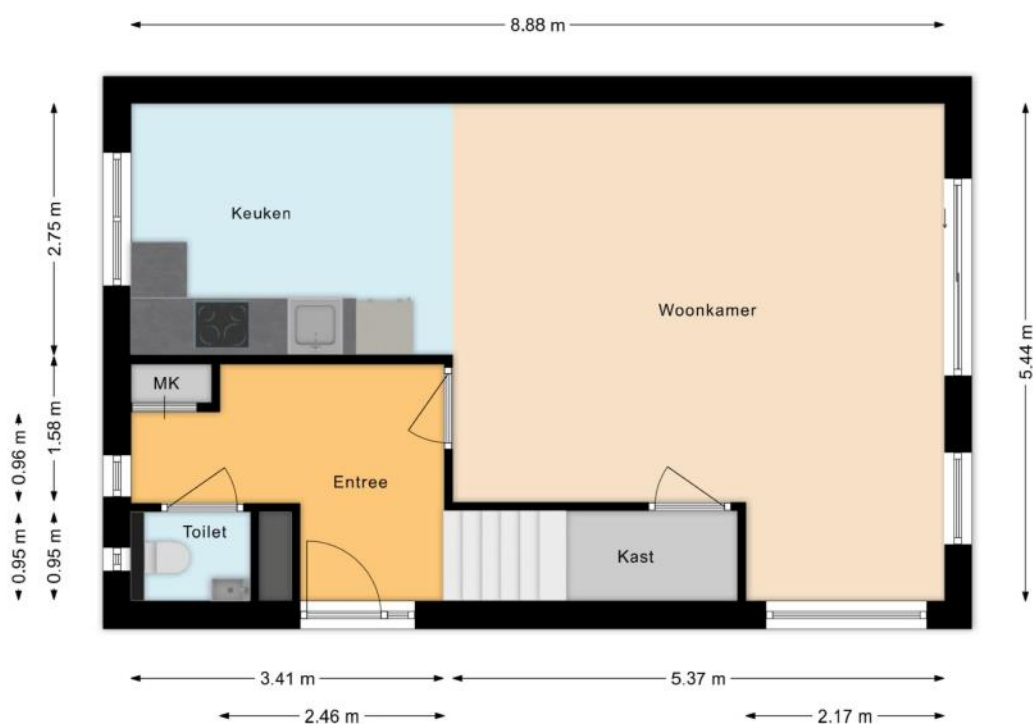 8.88 m
Keuken
2.75 m
Woonkamer
5.44 m
MK
1.58 m
0.96 m
Entree
Toilet
Kast
0.95 m
0.95 m
3.41 m
5.37 m
2.46 m
2.17 m